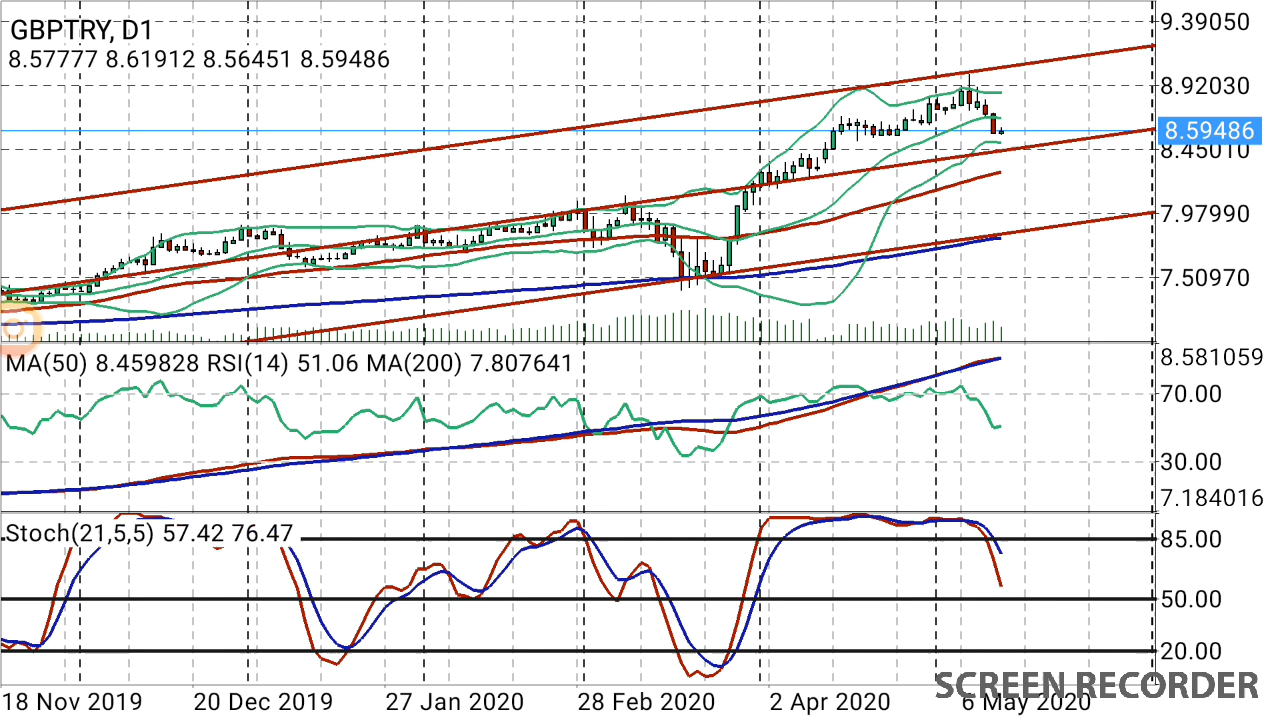 GBPTRY, D1
8.57777 8.61912 8.56451 8.59486
9.39050
8.92030
8.59486
8.45010
7.97990
7.50970
MA(50) 8.459828 RSI(14) 51.06 MA(200) 7.807641
8.581059
70.00
30.00
7.184016
Stoch(21,5,5) 57.42 76.47
85.00
50.00
20.00
18 Nov 2019 20 Dec 2019 27 Jan 2020 28 Feb 2020 2 Apr 2020 6 May 2020
SCREEN RECORDER